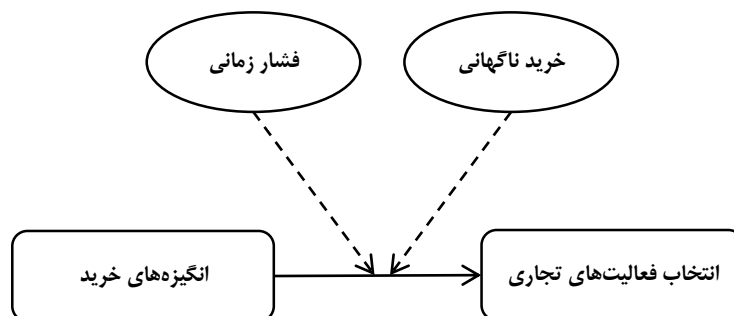 خرید ناگهانی
فشار زمانی
انتخاب فعالیت‌های تجاری
انگیزه‌های خرید